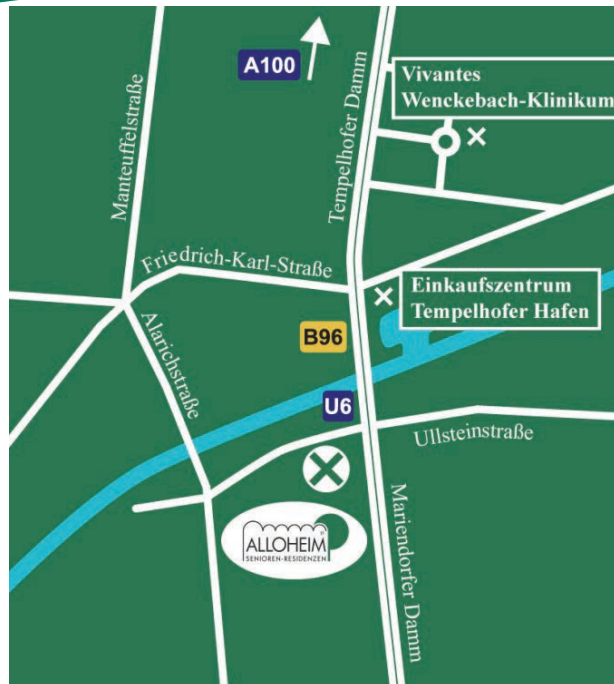 A100
Vivantes
Wenckebach-Klinikum
Manteuffelstraße
Tempelhofer Damm
Friedrich-Karl-Straße
Einkaufszentrum
Tempelhofer Hafen
Alarichstraße
B96
U6
Ullsteinstraße
ALLOHEIM
SENIOREN-RESIDENZEN
Mariendorfer Damm